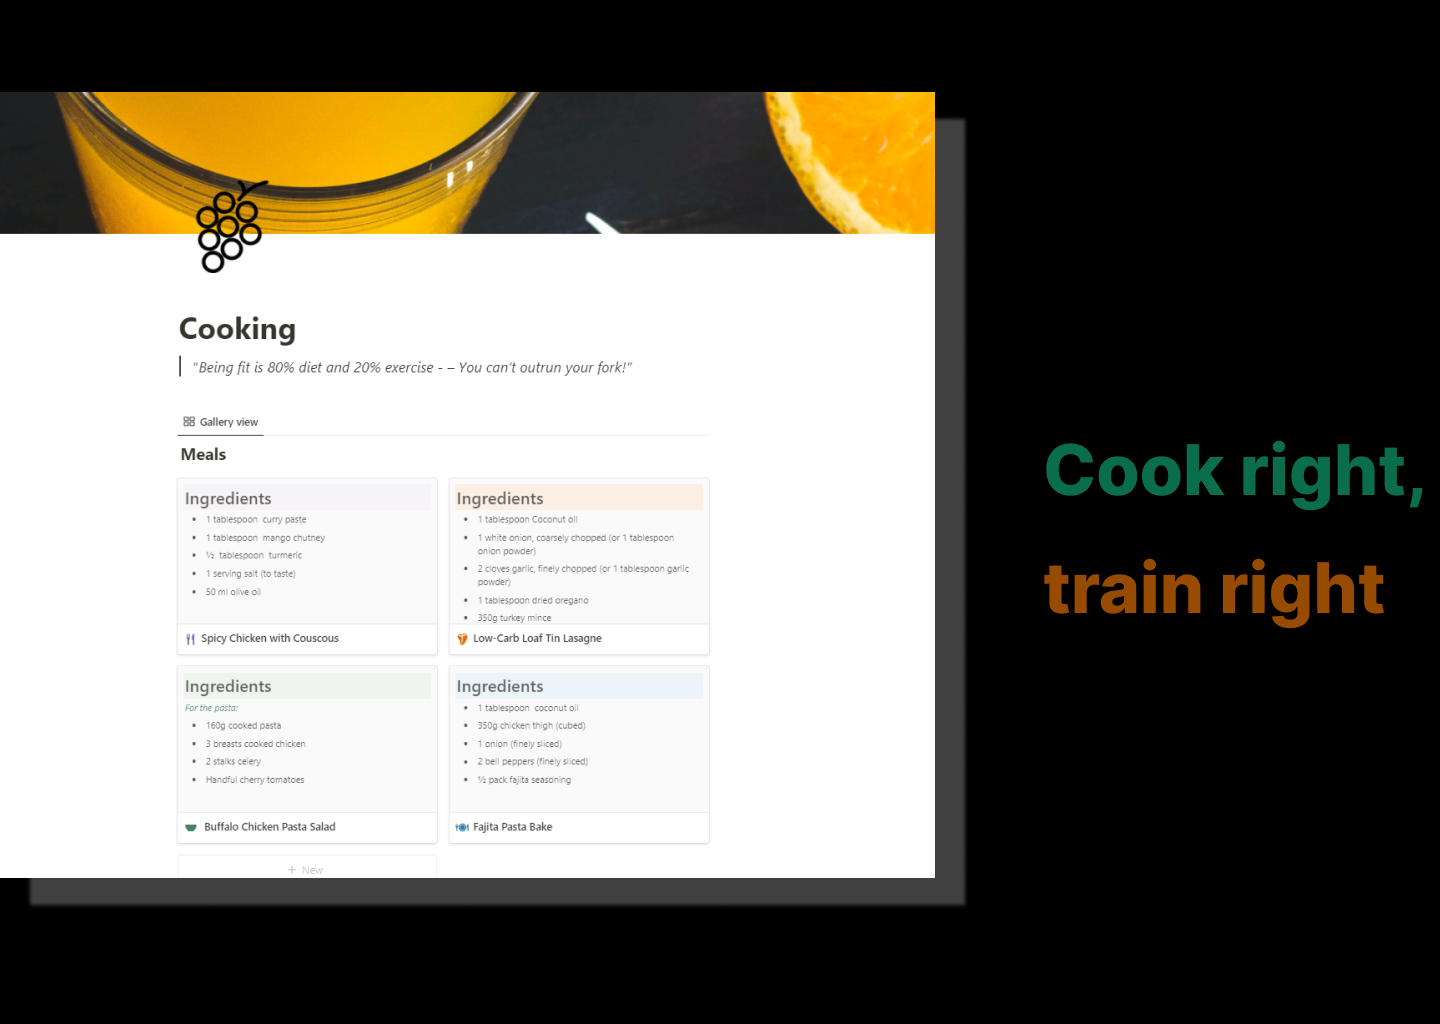 Cooking
"Being fit is 80% diet and 20% exercise - – You can't outrun your fork!"
Gallery view
Meals
Ingredients
• 1 tablespoon curry paste
• 1 tablespoon mango chutney
• ½ tablespoon turmeric
• 1 serving salt (to taste)
• 50 ml olive oil
Spicy Chicken with Couscous
Ingredients
• 1 tablespoon Coconut oil
• 1 white onion, coarsely chopped (or 1 tablespoon
onion powder)
• 2 cloves garlic, finely chopped (or 1 tablespoon garlic
powder)
• 1 tablespoon dried oregano
• 350g turkey mince
Low-Carb Loaf Tin Lasagne
Ingredients
For the pasta:
• 160g cooked pasta
• 3 breasts cooked chicken
• 2 stalks celery
• Handful cherry tomatoes
Buffalo Chicken Pasta Salad
Ingredients
• 1 tablespoon coconut oil
• 350g chicken thigh (cubed)
• 1 onion (finely sliced)
• 2 bell peppers (finely sliced)
• ½ pack fajita seasoning
Fajita Pasta Bake
+ New
Cook right,
train right